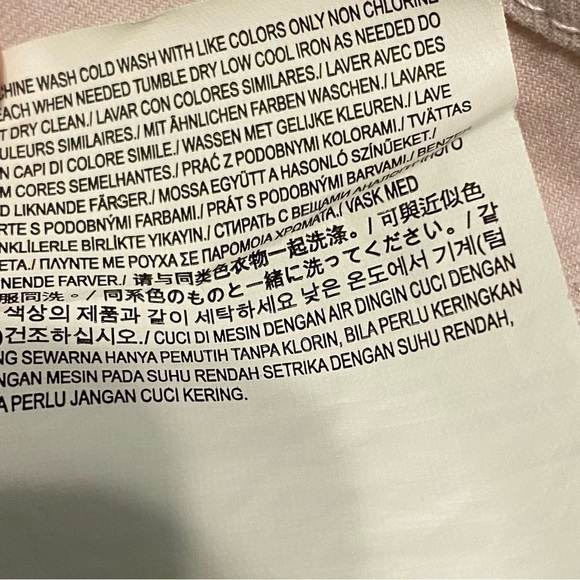 HINE WASH COLD WASH WITH LIKE COLORS ONLY NON CHLORINE
EACH WHEN NEEDED TUMBLE DRY LOW COOL IRON AS NEEDED DO
T DRY CLEAN./ LAVAR CON COLORES SIMILARES./ LAVER AVEC DES
ULEURS SIMILAIRES./ MIT ÄHNLICHEN FARBEN WASCHEN./ LAVARE
N CAPI DI COLORE SIMILE./ WASSEN MET GELIJKE KLEUREN./ LAVE
M CORES SEMELHANTES./ PRAĆ Z PODOBNYMI KOLORAMI./ TVÄTTAS
D LIKNANDE FÄRGER./ MOSSA EGYÜTT A HASONLÓ SZÍNŰEKET./
RTE S PODOBNÝMI FARBAMI./ PRÁT S PODOBNÝMI BARVAMI./
NKLİLERLE BİRLİKTE YIKAYIN./ СТИРАТЬ С ВЕЩАМИ
ETA./ ΠΛΥΝΤΕ ΜΕ ΡΟΥΧΑ ΣΕ ΠΑΡΟΜΟΙΑ ΧΡΩΜΑΤΑ./ VASK MED
NENDE FARVER./ 请与同类色衣物一起洗涤。/ 可與近似色
服同洗。/ 同系色のものと一緒に洗ってください。/ 같
색상의 제품과 같이 세탁하세요 낮은 온도에서 기계(텀
)건조하십시오./ CUCI DI MESIN DENGAN AIR DINGIN CUCI DENGAN
NG SEWARNA HANYA PEMUTIH TANPA KLORIN, BILA PERLU KERINGKAN
NGAN MESIN PADA SUHU RENDAH SETRIKA DENGAN SUHU RENDAH,
A PERLU JANGAN CUCI KERING.